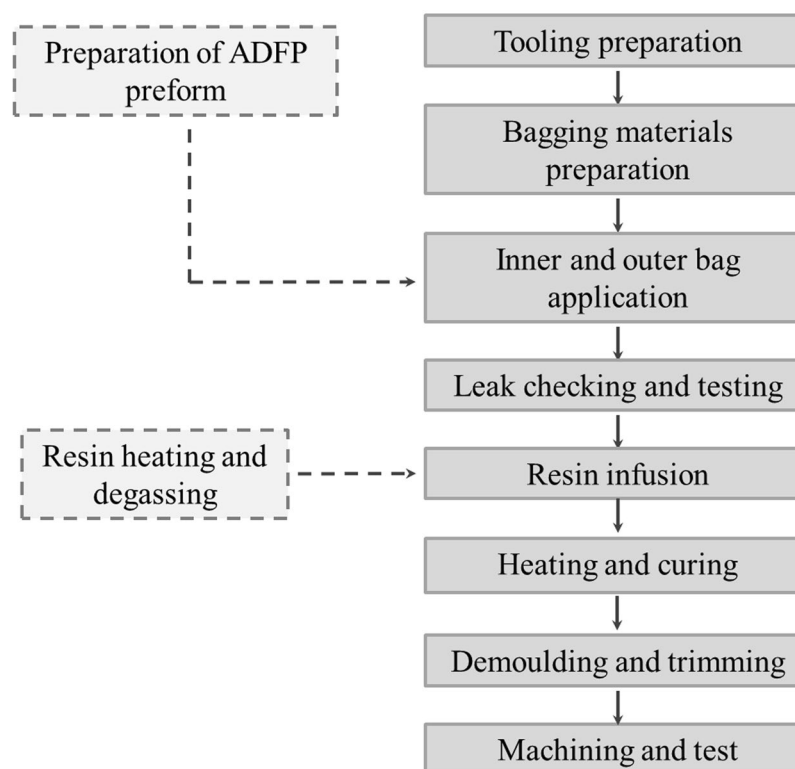 Preparation of ADFP
preform
Tooling preparation
Bagging materials
preparation
Inner and outer bag
application
Leak checking and testing
Resin heating and
degassing
Resin infusion
Heating and curing
Demoulding and trimming
Machining and test